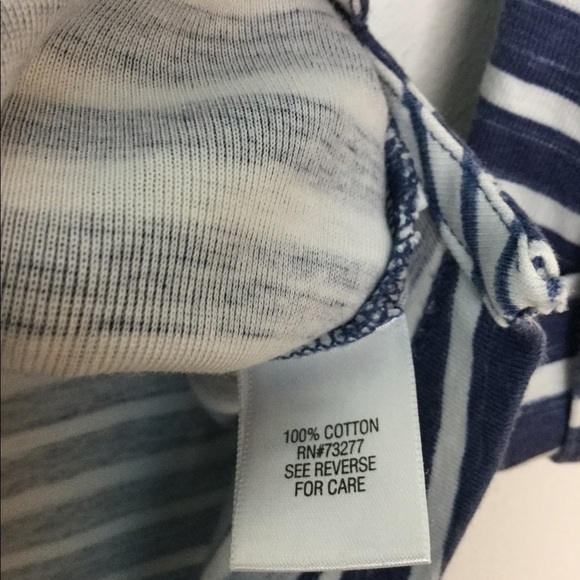 100% COTTON
RN#73277
SEE REVERSE
FOR CARE